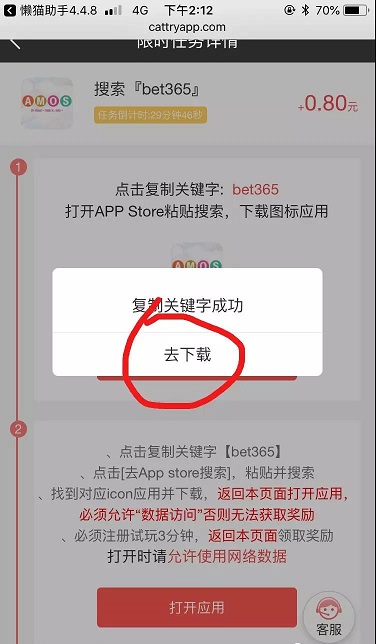 懒猫助手4.4.8 4G 下午2:12 70%
cattryapp.com
限时任务详情
AMOS
搜索『bet365』
+0.80元
任务倒计时:29分钟46秒
1
点击复制关键字: bet365
打开APP Store粘贴搜索，下载图标应用
AMOS
复制关键字成功
去下载
2
、点击复制关键字【bet365】
、点击[去App store搜索]，粘贴并搜索
、找到对应icon应用并下载，返回本页面打开应用，
必须允许“数据访问”否则无法获取奖励
、必须注册试玩3分钟，返回本页面领取奖励
打开时请允许使用网络数据
打开应用
客服